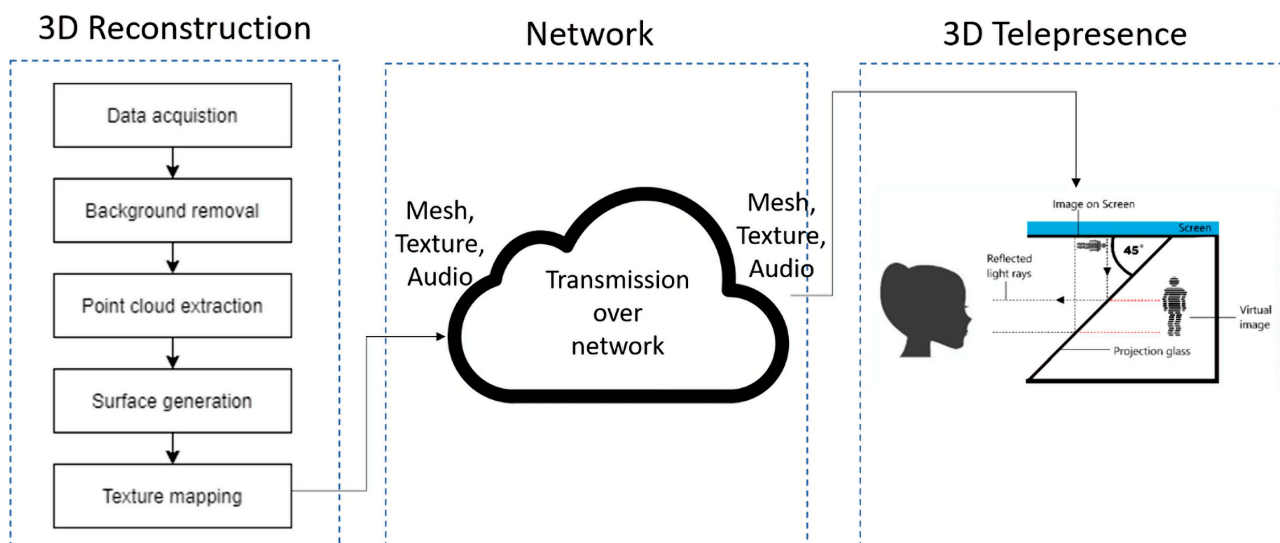 3D Reconstruction
Data acquistion
Background removal
Point cloud extraction
Surface generation
Texture mapping
Network
Mesh,
Texture,
Audio
Transmission
over
network
Mesh,
Texture,
Audio
3D Telepresence
Image on Screen
Screen
45°
Reflected
light rays
Virtual
image
Projection glass